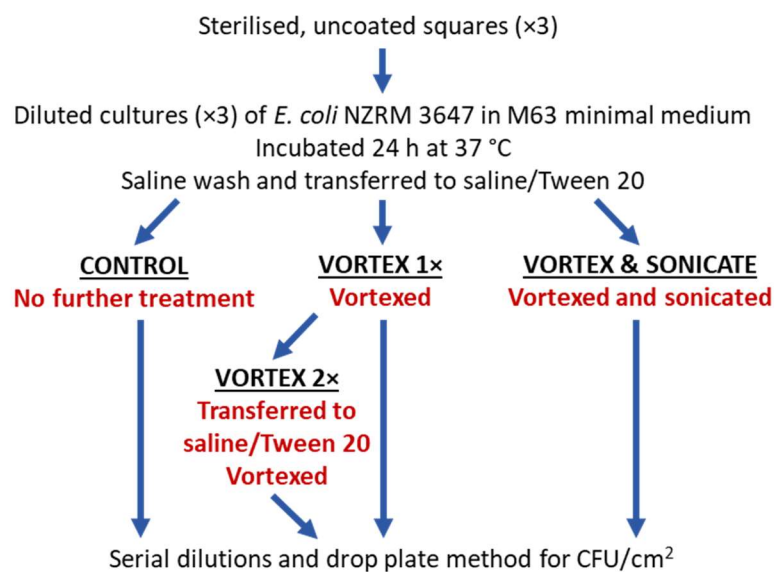 Sterilised, uncoated squares (×3)
Diluted cultures (×3) of E. coli NZRM 3647 in M63 minimal medium
Incubated 24 h at 37 °C
Saline wash and transferred to saline/Tween 20
CONTROL
No further treatment
VORTEX 1×
Vortexed
VORTEX & SONICATE
Vortexed and sonicated
VORTEX 2×
Transferred to
saline/Tween 20
Vortexed
Serial dilutions and drop plate method for CFU/cm²